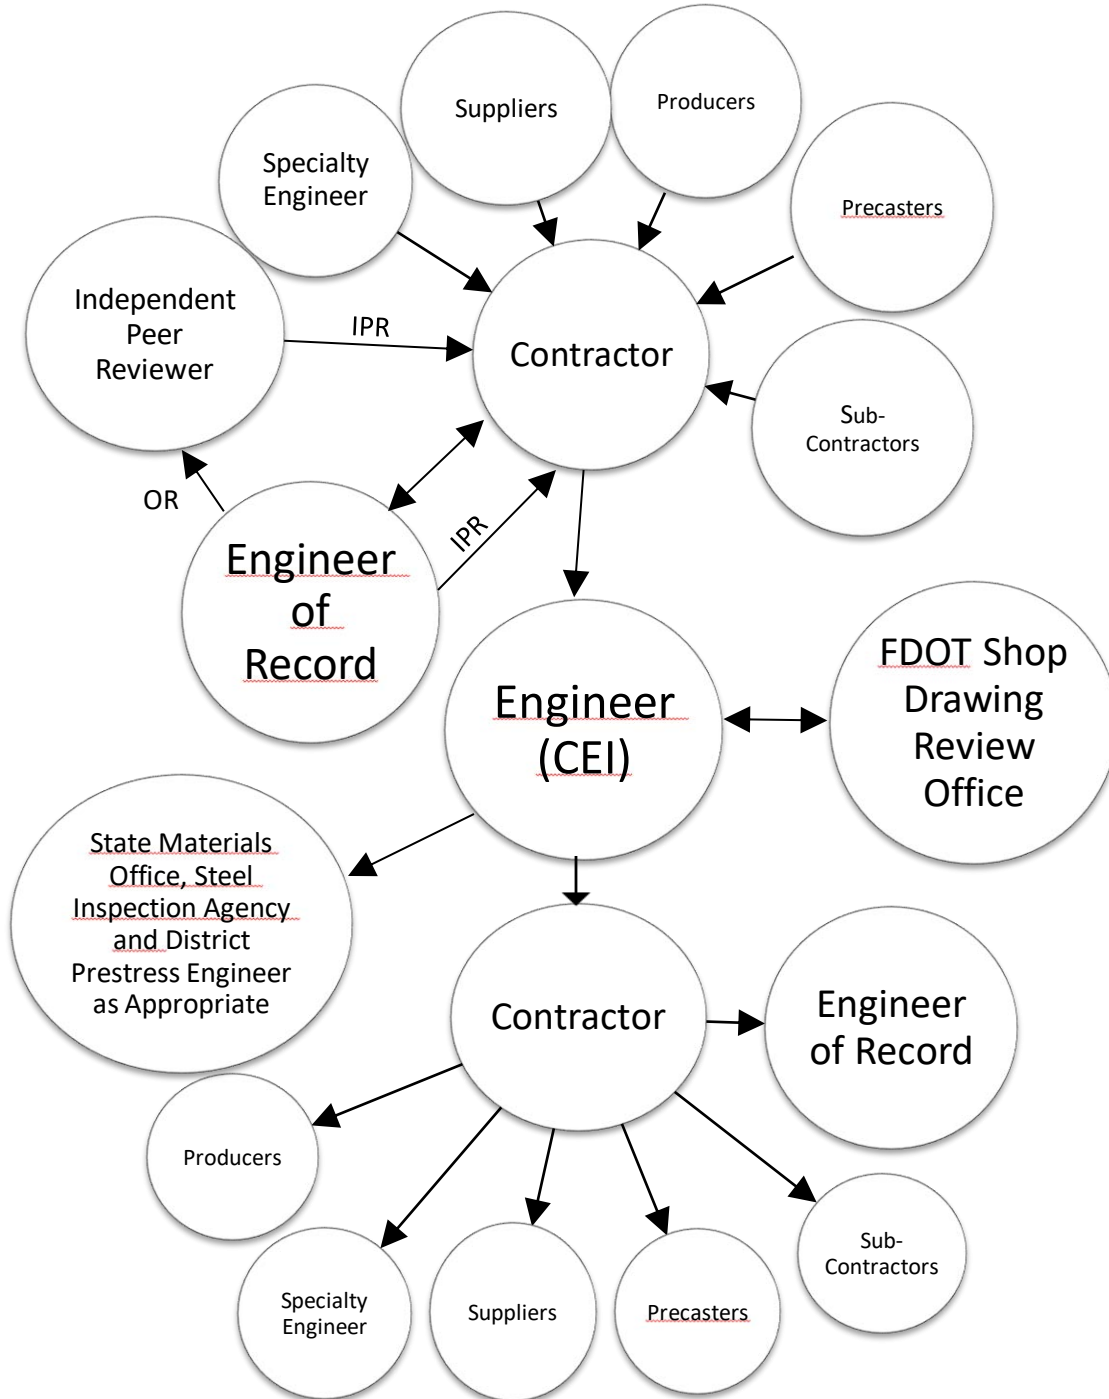 Suppliers
Producers
Specialty
Engineer
Precasters
Independent
Peer
Reviewer
IPR
Contractor
Sub-
Contractors
OR
IPR
Engineer
of
Record
Engineer
(CEI)
FDOT Shop
Drawing
Review
Office
State Materials
Office, Steel
Inspection Agency
and District
Prestress Engineer
as Appropriate
Contractor
Engineer
of Record
Producers
Sub-
Contractors
Specialty
Engineer
Suppliers
Precasters